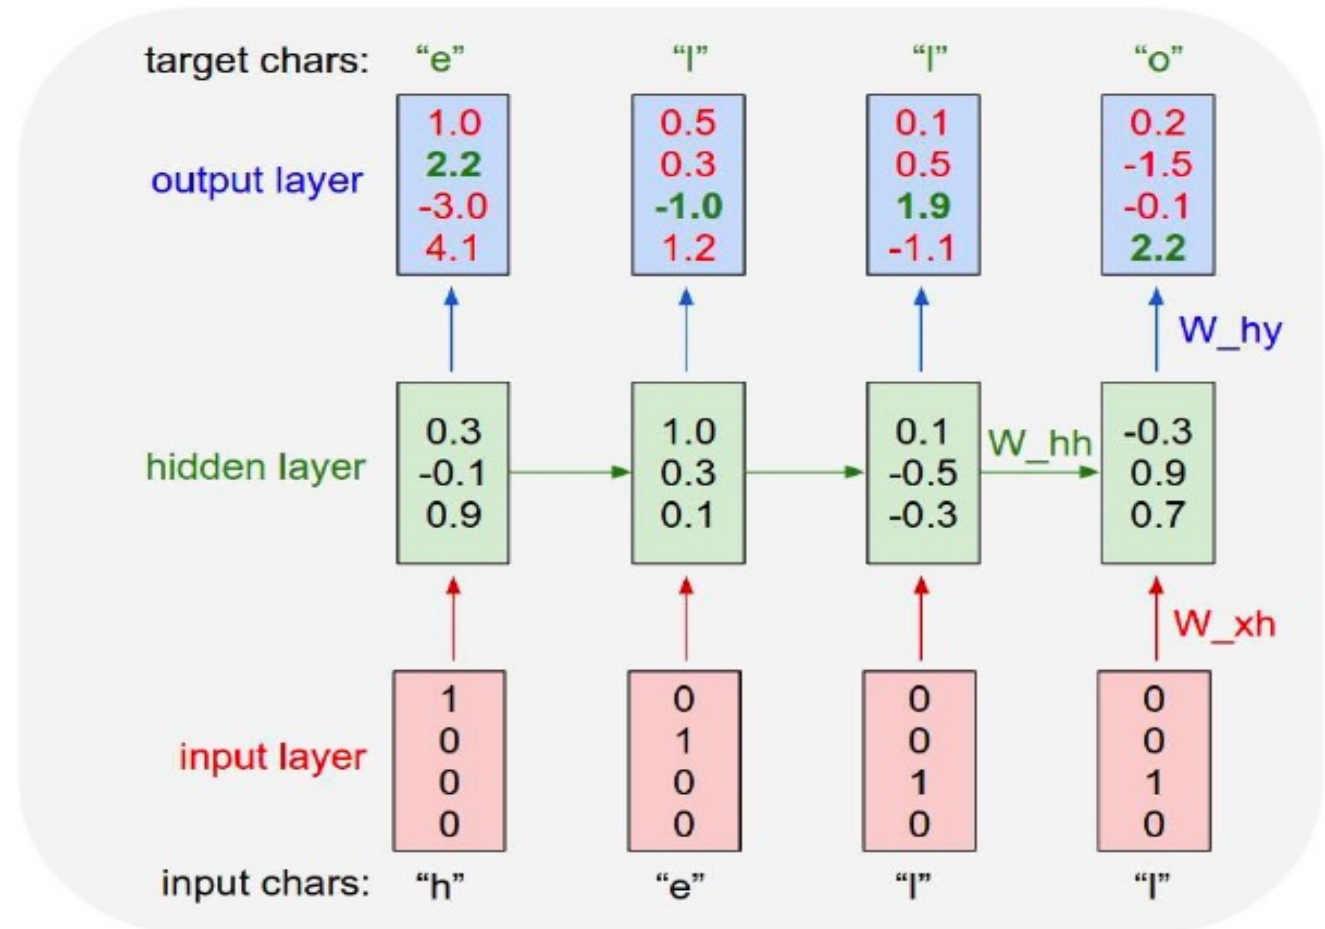 target chars: “e” “l” “l” “o”
1.0 0.5 0.1 0.2
2.2 0.3 0.5 -1.5
output layer
-3.0 -1.0 1.9 -0.1
4.1 1.2 -1.1 2.2
W_hy
0.3 1.0 0.1 -0.3
W_hh
hidden layer
-0.1 0.3 -0.5 0.9
0.9 0.1 -0.3 0.7
W_xh
1 0 0 0
0 1 0 0
input layer
0 0 1 1
0 0 0 0
input chars: “h” “e” “l” “l”